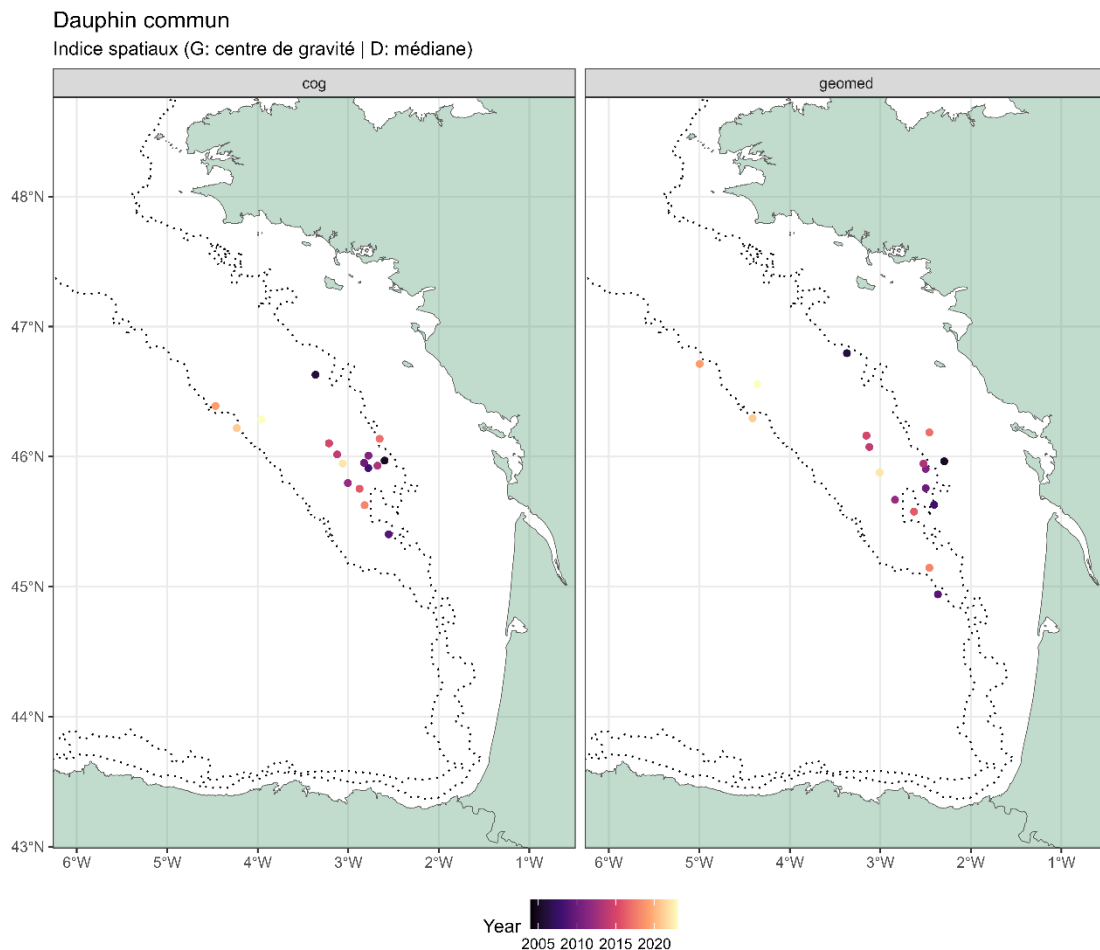 Dauphin commun
Indice spatiaux (G: centre de gravité | D: médiane)
cog
geomed
48°N
47°N
46°N
45°N
44°N
43°N
6°W 5°W 4°W 3°W 2°W 1°W
6°W 5°W 4°W 3°W 2°W 1°W
Year
2005 2010 2015 2020